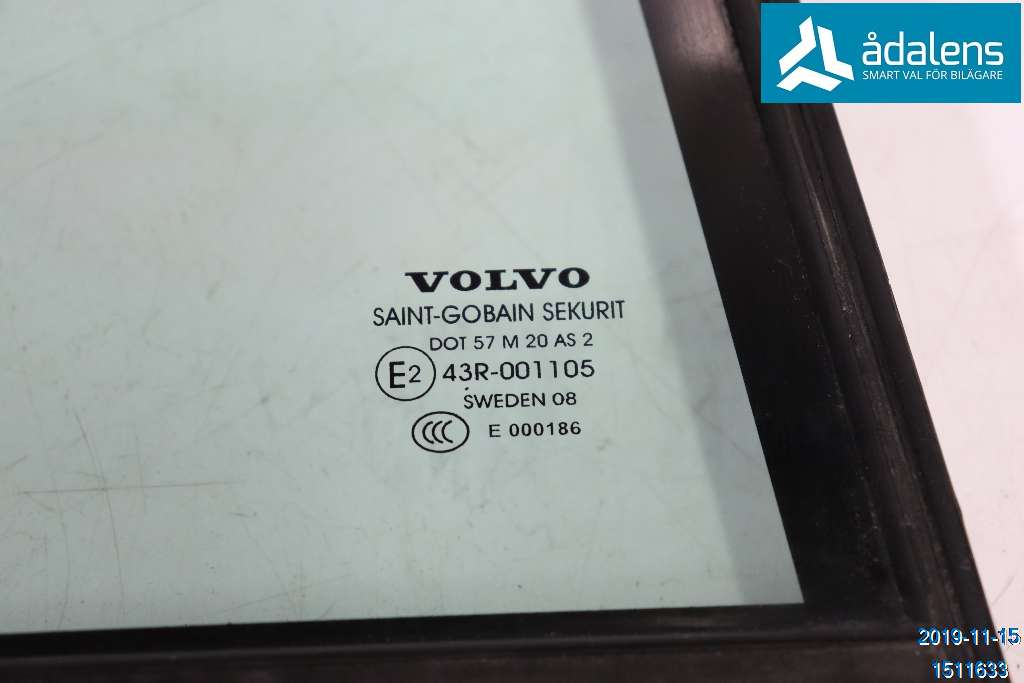 ådalens
SMART VAL FÖR BILÄGARE
VOLVO
SAINT-GOBAIN SEKURIT
DOT 57 M 20 AS 2
E2 43R-001105
SWEDEN 08
CCC E 000186
2019-11-15
1511633